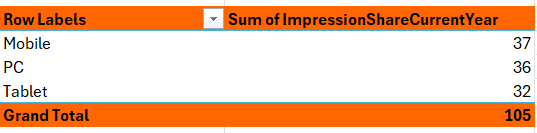 Row Labels Sum of ImpressionShareCurrentYear
Mobile 37
PC 36
Tablet 32
Grand Total 105